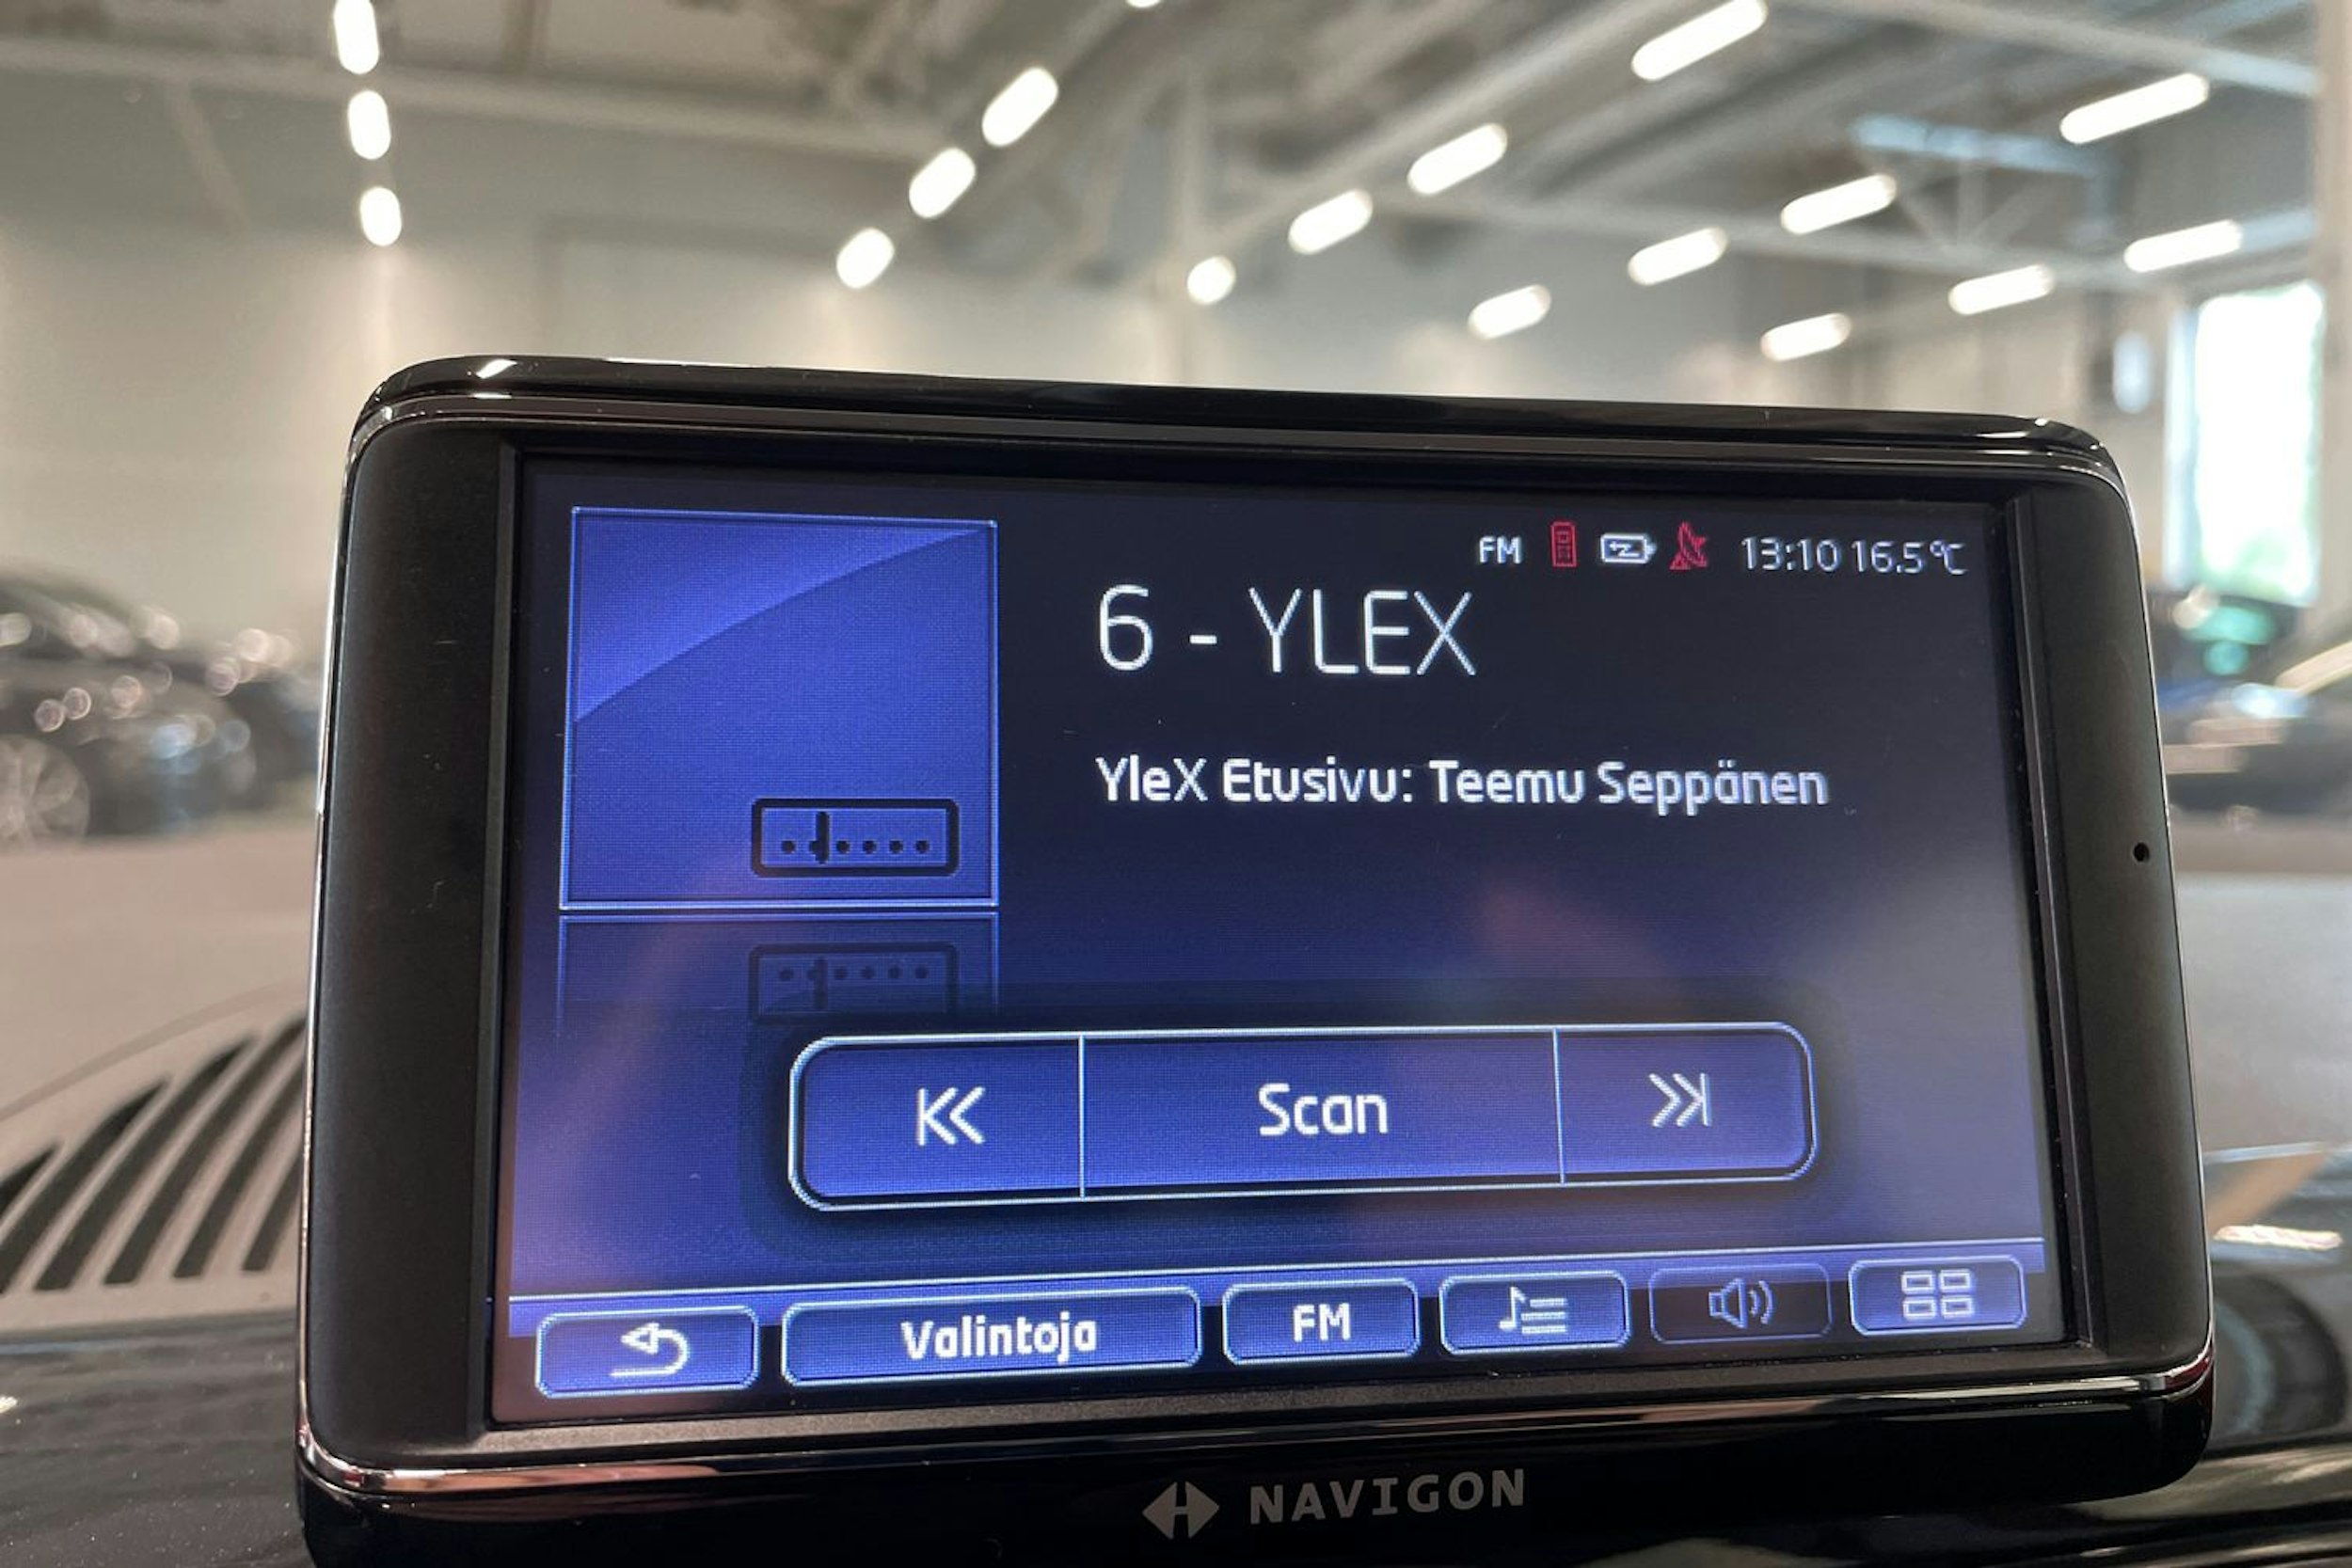 FM 13:10 16.5°C
6 - YLEX
YleX Etusivu: Teemu Seppänen
Scan
Valintoja FM
NAVIGON